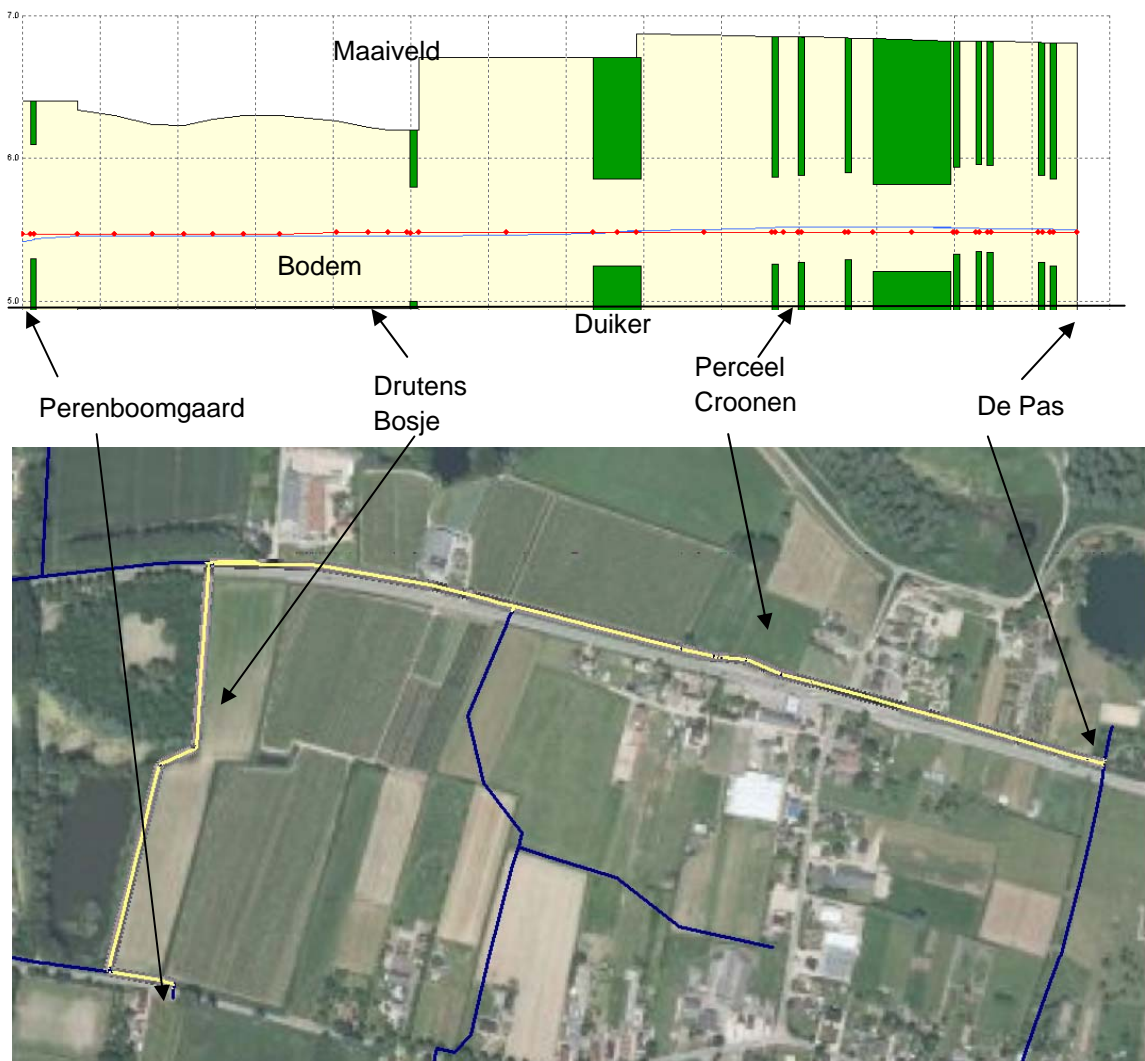 7.0
Maaiveld
6.0
Bodem
5.0
Duiker
Perenboomgaard
Drutens
Bosje
Perceel
Croonen
De Pas